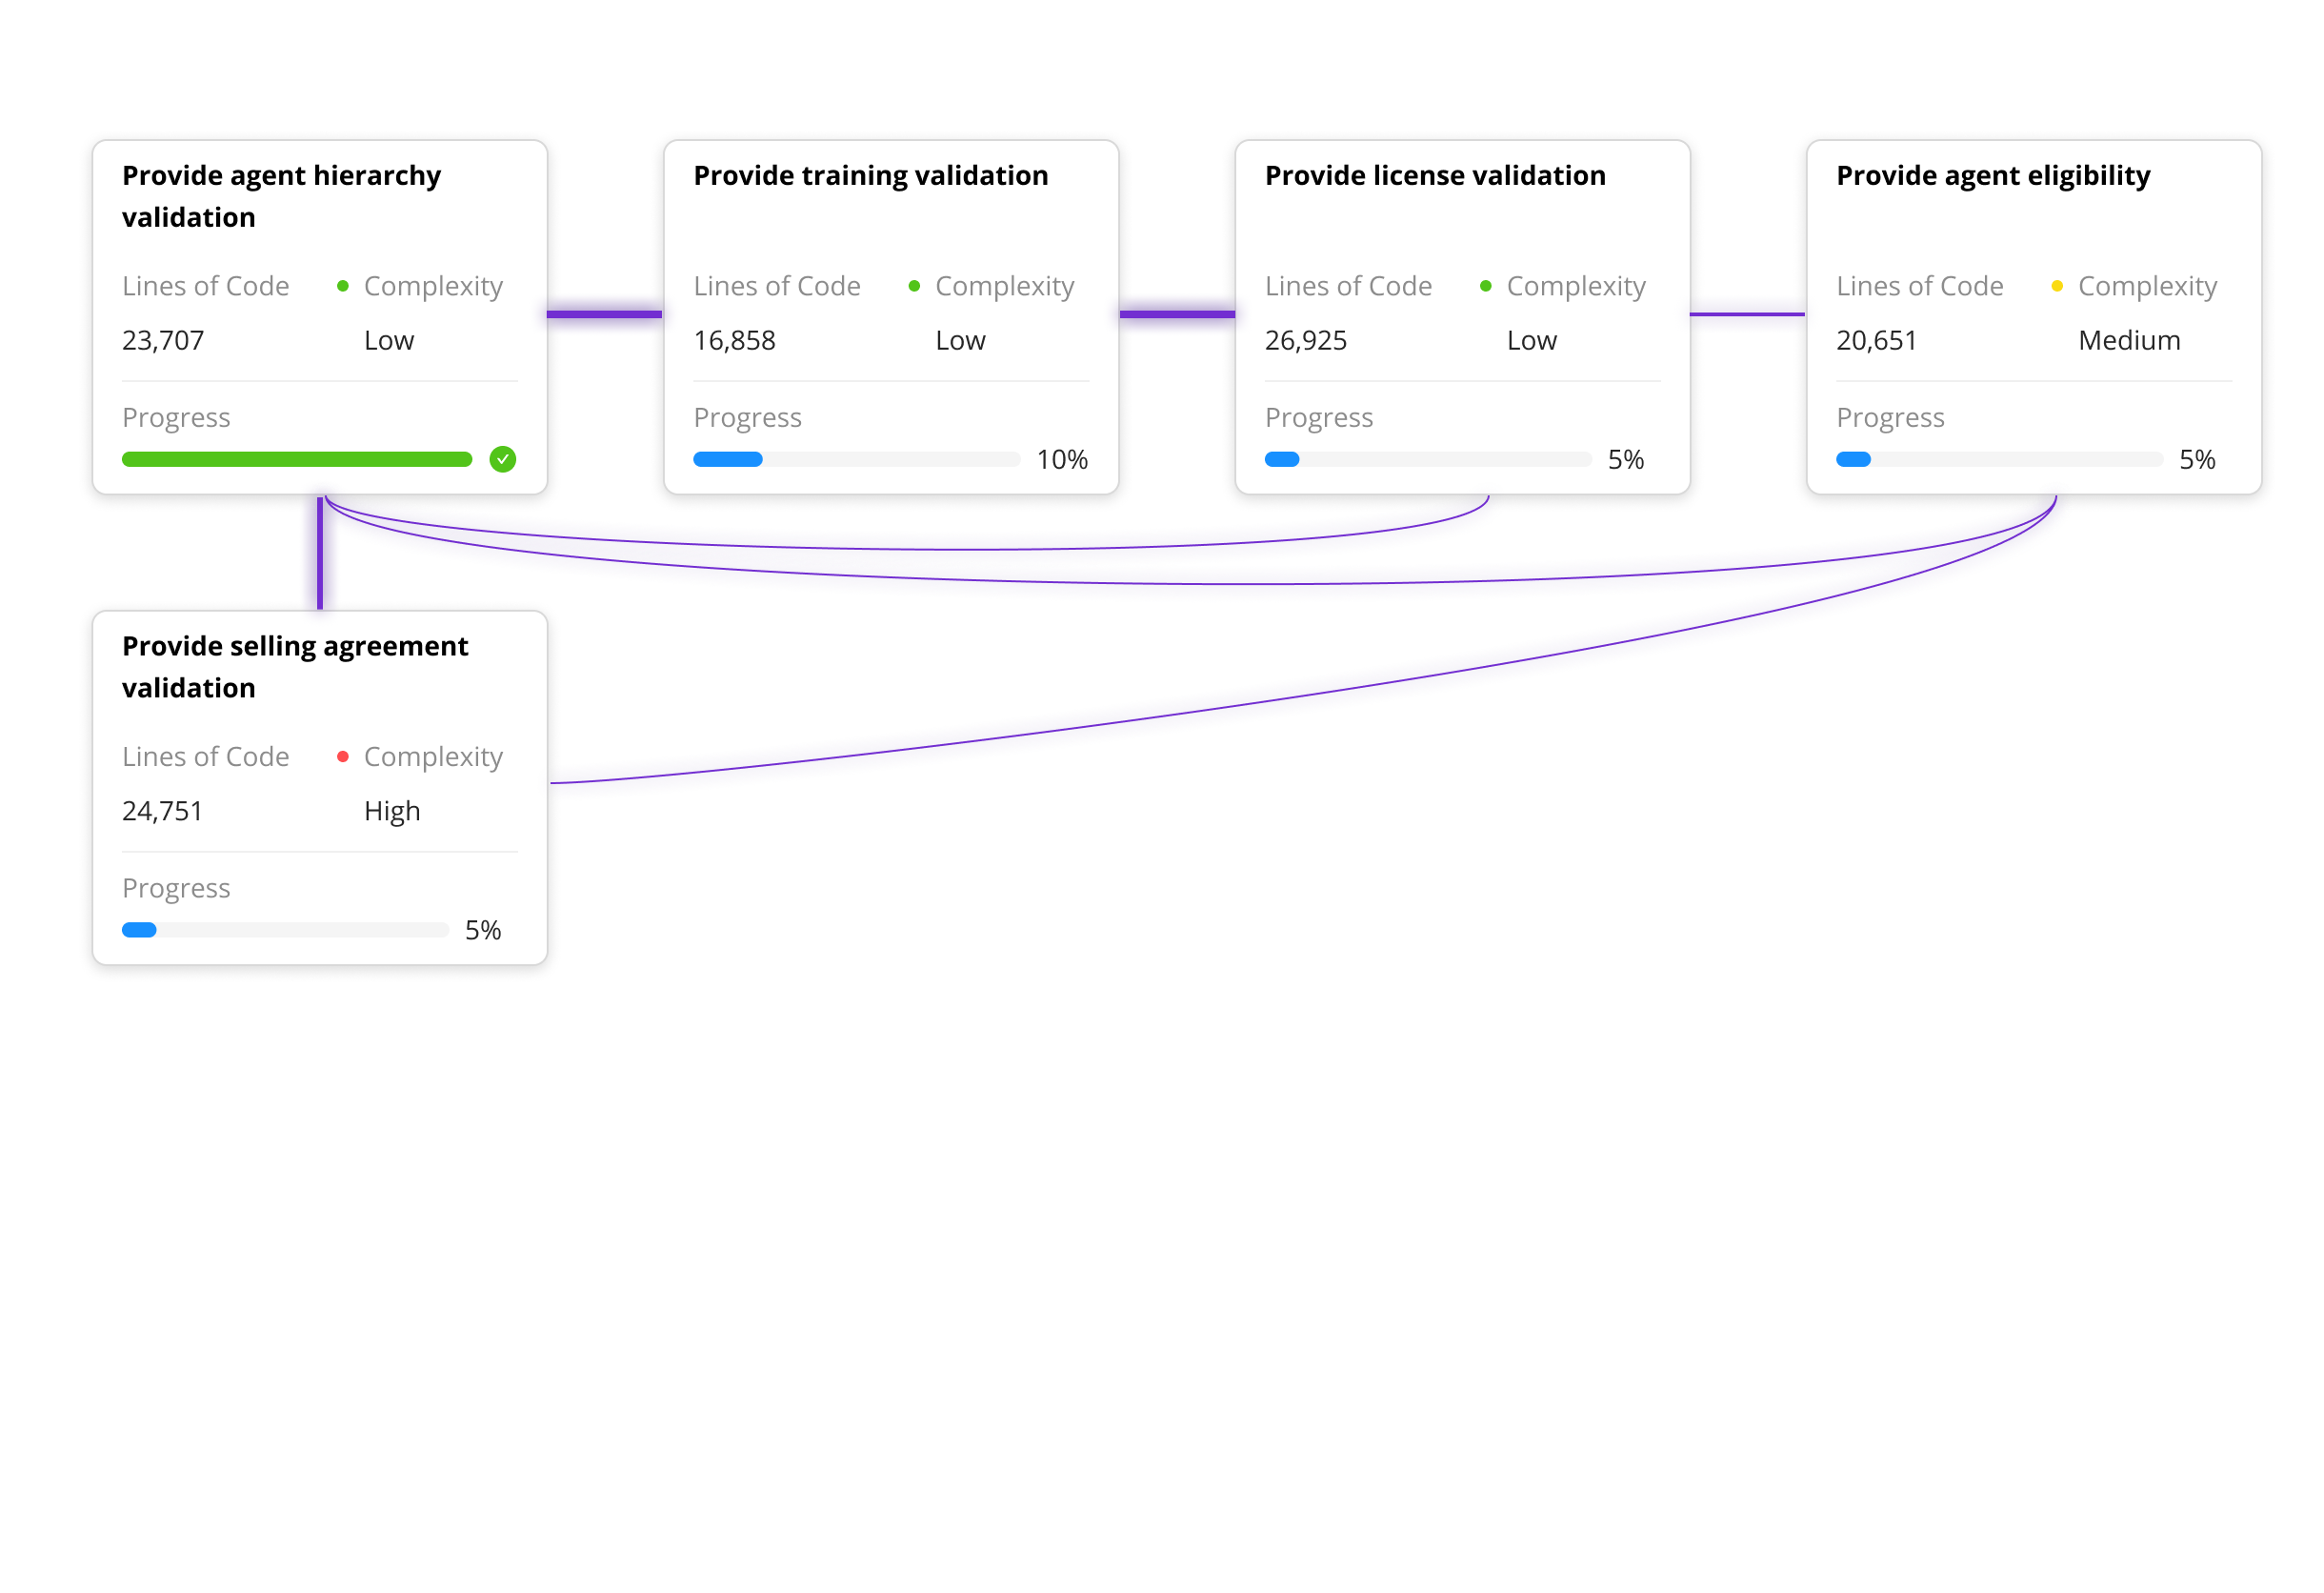 Provide agent hierarchy
validation
Lines of Code
Complexity
23,707
Low
Progress
Provide training validation
Lines of Code
Complexity
16,858
Low
Progress
10%
Provide license validation
Lines of Code
Complexity
26,925
Low
Progress
5%
Provide agent eligibility
Lines of Code
Complexity
20,651
Medium
Progress
5%
Provide selling agreement
validation
Lines of Code
Complexity
24,751
High
Progress
5%